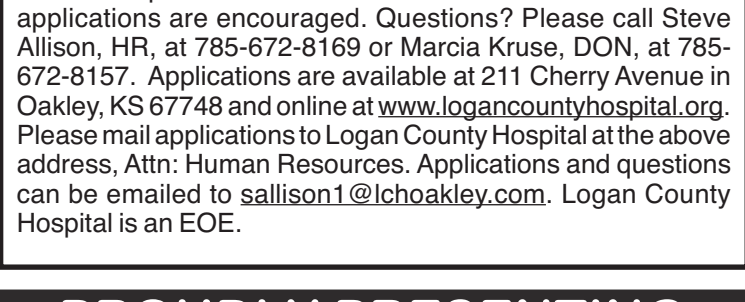 applications are encouraged. Questions? Please call Steve
Allison, HR, at 785-672-8169 or Marcia Kruse, DON, at 785-
672-8157. Applications are available at 211 Cherry Avenue in
Oakley, KS 67748 and online at www.logancountyhospital.org.
Please mail applications to Logan County Hospital at the above
address, Attn: Human Resources. Applications and questions
can be emailed to sallison1@lchoakley.com. Logan County
Hospital is an EOE.
PROUDLY PRESENTING